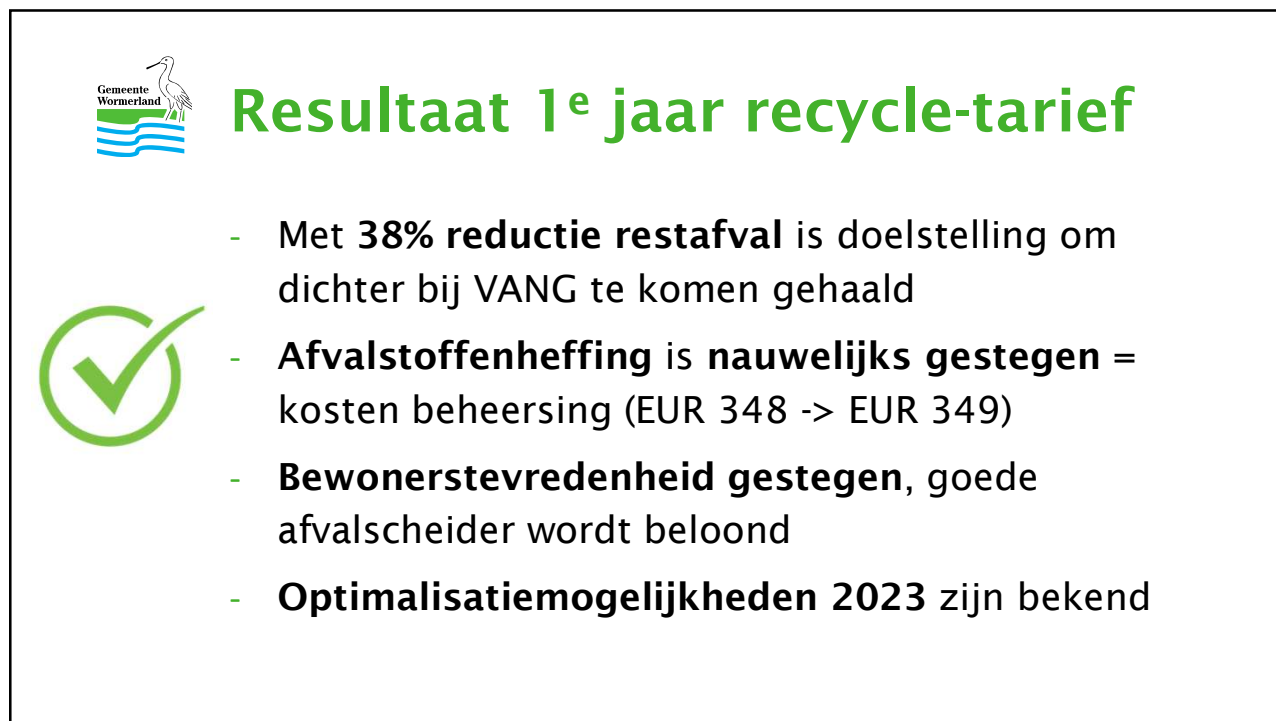 Gemeente
Wormerland
Resultaat 1e jaar recycle-tarief
- Met 38% reductie restafval is doelstelling om
dichter bij VANG te komen gehaald
- Afvalstoffenheffing is nauwelijks gestegen =
kosten beheersing (EUR 348 -> EUR 349)
- Bewonerstevredenheid gestegen, goede
afvalscheider wordt beloond
- Optimalisatiemogelijkheden 2023 zijn bekend